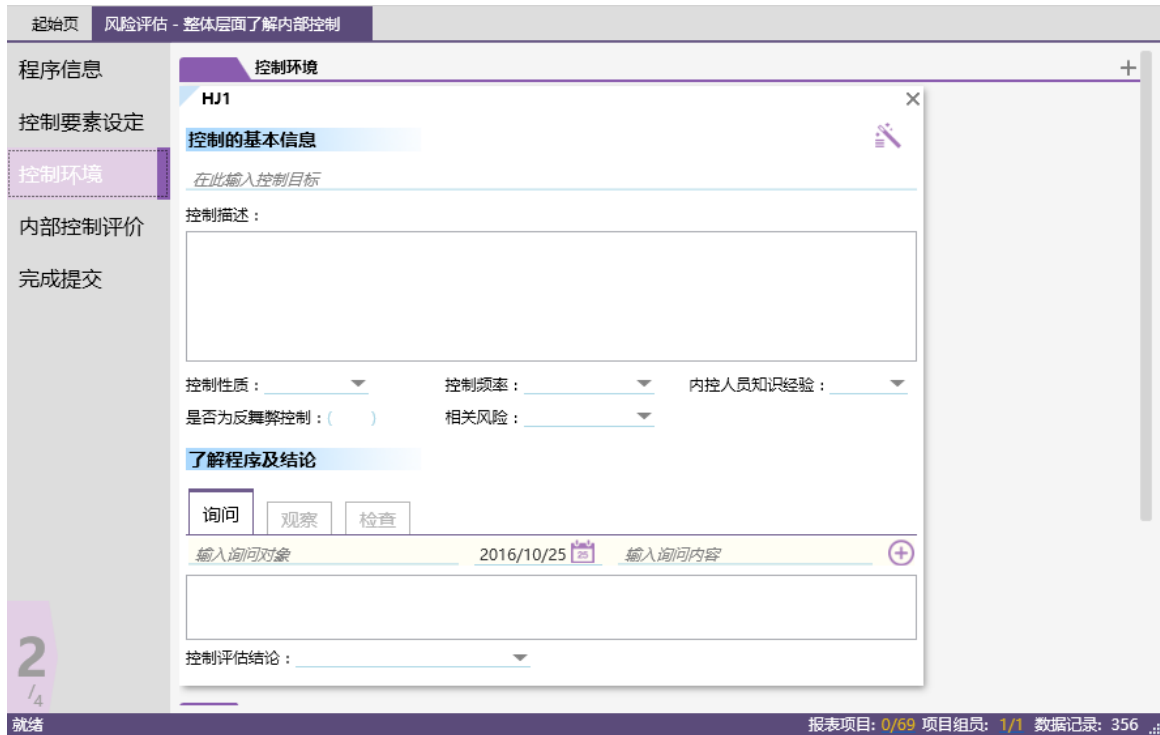 起始页 风险评估 - 整体层面了解内部控制
程序信息
控制要素设定
控制环境
内部控制评价
完成提交
控制环境
HJ1
控制的基本信息
在此输入控制目标
控制描述：
控制性质： 控制频率： 内控人员知识经验：
是否为反舞弊控制：( ) 相关风险：
了解程序及结论
询问 观察 检查
输入询问对象 2016/10/25 25 输入询问内容
控制评估结论：
2
/4
就绪 报表项目: 0/69 项目组员: 1/1 数据记录: 356